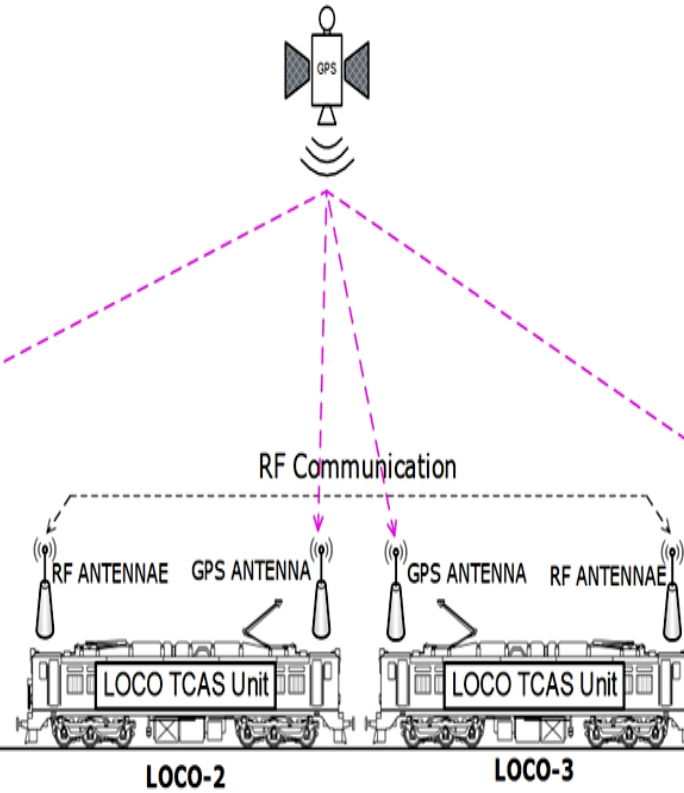 GPS
RF Communication
RF ANTENNAE
GPS ANTENNA
GPS ANTENNA
RF ANTENNAE
LOCO TCAS Unit
LOCO TCAS Unit
LOCO-2
LOCO-3